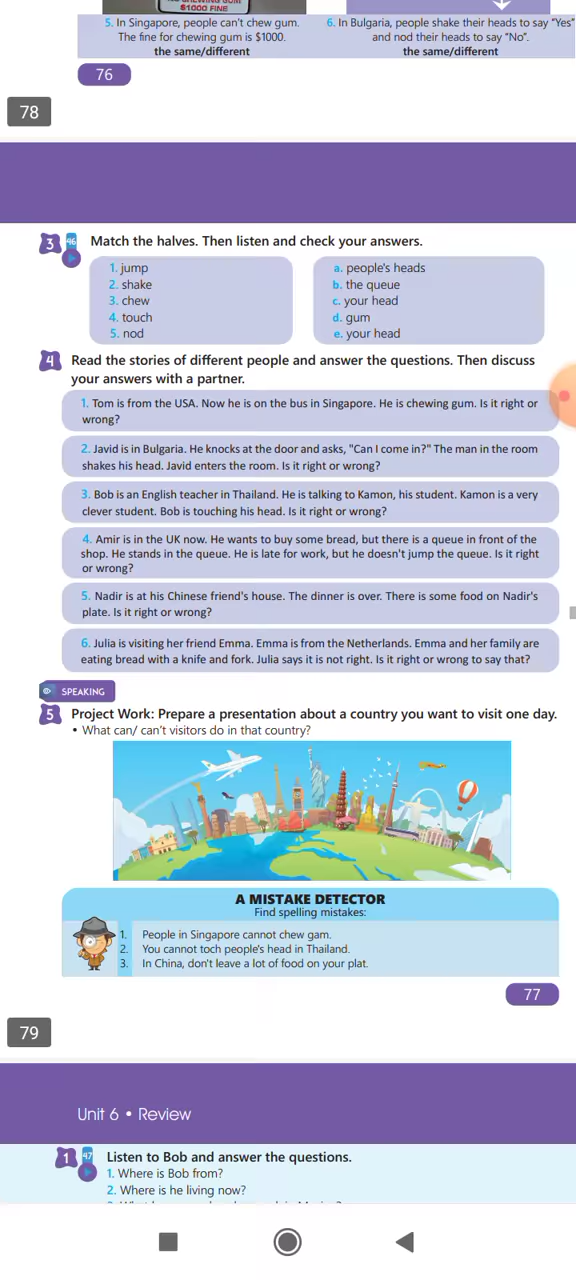 $1000 FINE
5. In Singapore, people can't chew gum.
The fine for chewing gum is $1000.
the same/different
6. In Bulgaria, people shake their heads to say "Yes"
and nod their heads to say "No".
the same/different
76
78
3 46 Match the halves. Then listen and check your answers.
1. jump
2. shake
3. chew
4. touch
5. nod
a. people's heads
b. the queue
c. your head
d. gum
e. your head
4 Read the stories of different people and answer the questions. Then discuss
your answers with a partner.
1. Tom is from the USA. Now he is on the bus in Singapore. He is chewing gum. Is it right or
wrong?
2. Javid is in Bulgaria. He knocks at the door and asks, "Can I come in?" The man in the room
shakes his head. Javid enters the room. Is it right or wrong?
3. Bob is an English teacher in Thailand. He is talking to Kamon, his student. Kamon is a very
clever student. Bob is touching his head. Is it right or wrong?
4. Amir is in the UK now. He wants to buy some bread, but there is a queue in front of the
shop. He stands in the queue. He is late for work, but he doesn't jump the queue. Is it right
or wrong?
5. Nadir is at his Chinese friend's house. The dinner is over. There is some food on Nadir's
plate. Is it right or wrong?
6. Julia is visiting her friend Emma. Emma is from the Netherlands. Emma and her family are
eating bread with a knife and fork. Julia says it is not right. Is it right or wrong to say that?
SPEAKING
5 Project Work: Prepare a presentation about a country you want to visit one day.
• What can/ can't visitors do in that country?
A MISTAKE DETECTOR
Find spelling mistakes:
1. People in Singapore cannot chew gam.
2. You cannot toch people's head in Thailand.
3. In China, don't leave a lot of food on your plat.
77
79
Unit 6 • Review
1 47 Listen to Bob and answer the questions.
1. Where is Bob from?
2. Where is he living now?